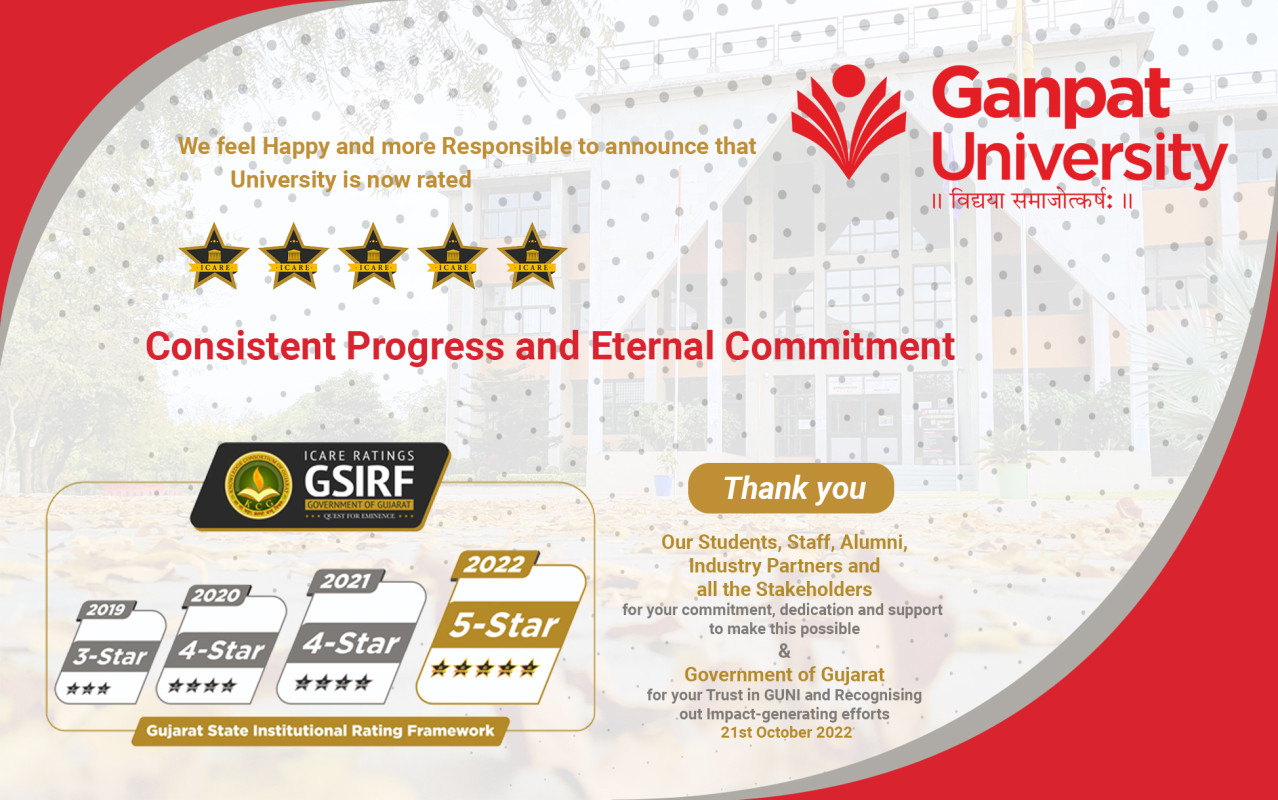 Ganpat
University
॥ विद्यया समाजोत्कर्ष: ॥
We feel Happy and more Responsible to announce that
University is now rated
ICARE ICARE ICARE ICARE ICARE
Consistent Progress and Eternal Commitment
ICARE RATINGS
GSIRF
GOVERNMENT OF GUJARAT
QUEST FOR EMINENCE
KCG
2019
3-Star
2020
4-Star
2021
4-Star
2022
5-Star
Gujarat State Institutional Rating Framework
Thank you
Our Students, Staff, Alumni,
Industry Partners and
all the Stakeholders
for your commitment, dedication and support
to make this possible
&
Government of Gujarat
for your Trust in GUNI and Recognising
out Impact-generating efforts
21st October 2022